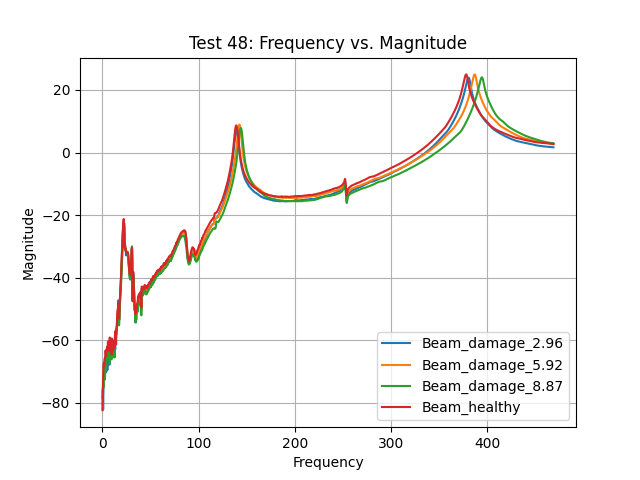 Test 48: Frequency vs. Magnitude
Magnitude
20
0
−20
−40
−60
−80
0
100
200
300
400
Frequency
Beam_damage_2.96
Beam_damage_5.92
Beam_damage_8.87
Beam_healthy